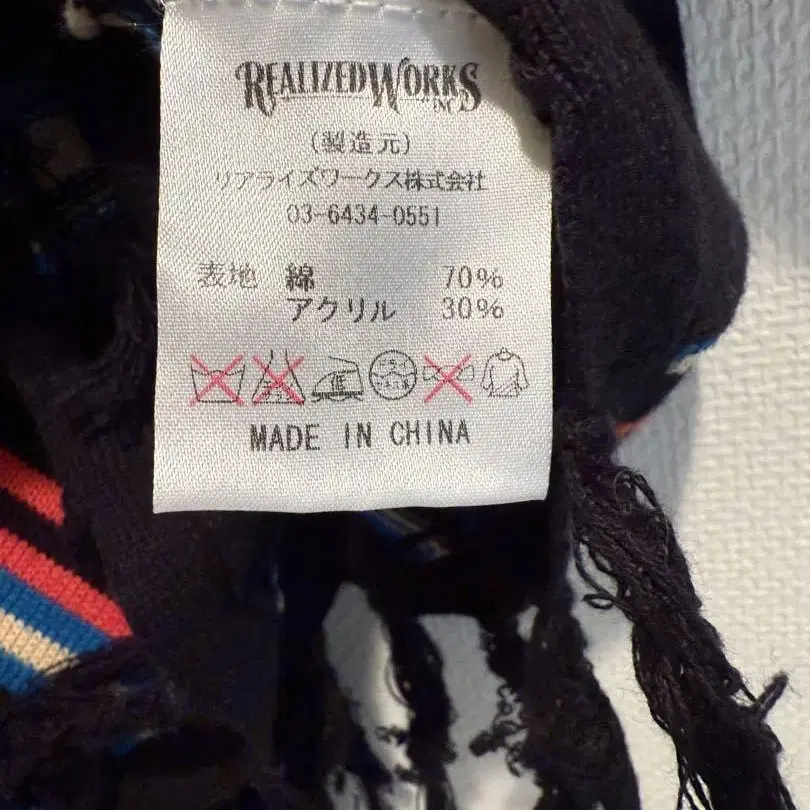 REALIZEDWORKS
INC.
(製造元)
リアライズワークス株式会社
03-6434-0551
表地 綿 70%
アクリル 30%
MADE IN CHINA